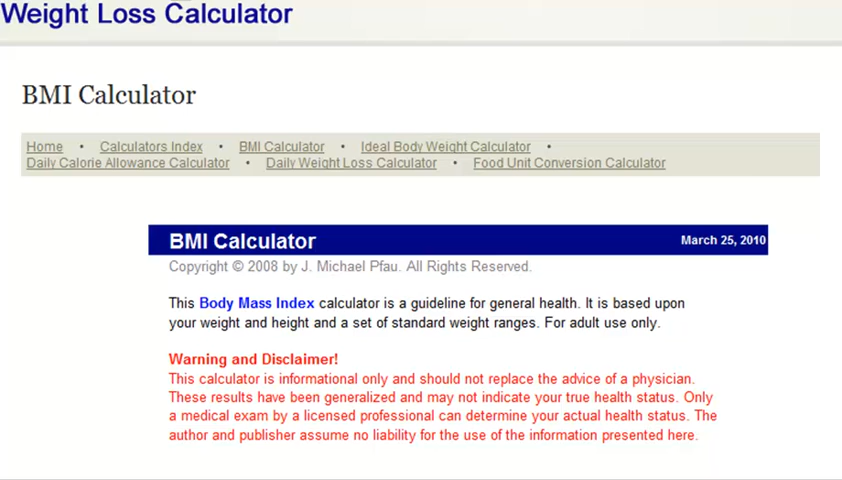 Weight Loss Calculator
BMI Calculator
Home • Calculators Index • BMI Calculator • Ideal Body Weight Calculator •
Daily Calorie Allowance Calculator • Daily Weight Loss Calculator • Food Unit Conversion Calculator
BMI Calculator March 25, 2010
Copyright © 2008 by J. Michael Pfau. All Rights Reserved.
This Body Mass Index calculator is a guideline for general health. It is based upon
your weight and height and a set of standard weight ranges. For adult use only.
Warning and Disclaimer!
This calculator is informational only and should not replace the advice of a physician.
These results have been generalized and may not indicate your true health status. Only
a medical exam by a licensed professional can determine your actual health status. The
author and publisher assume no liability for the use of the information presented here.